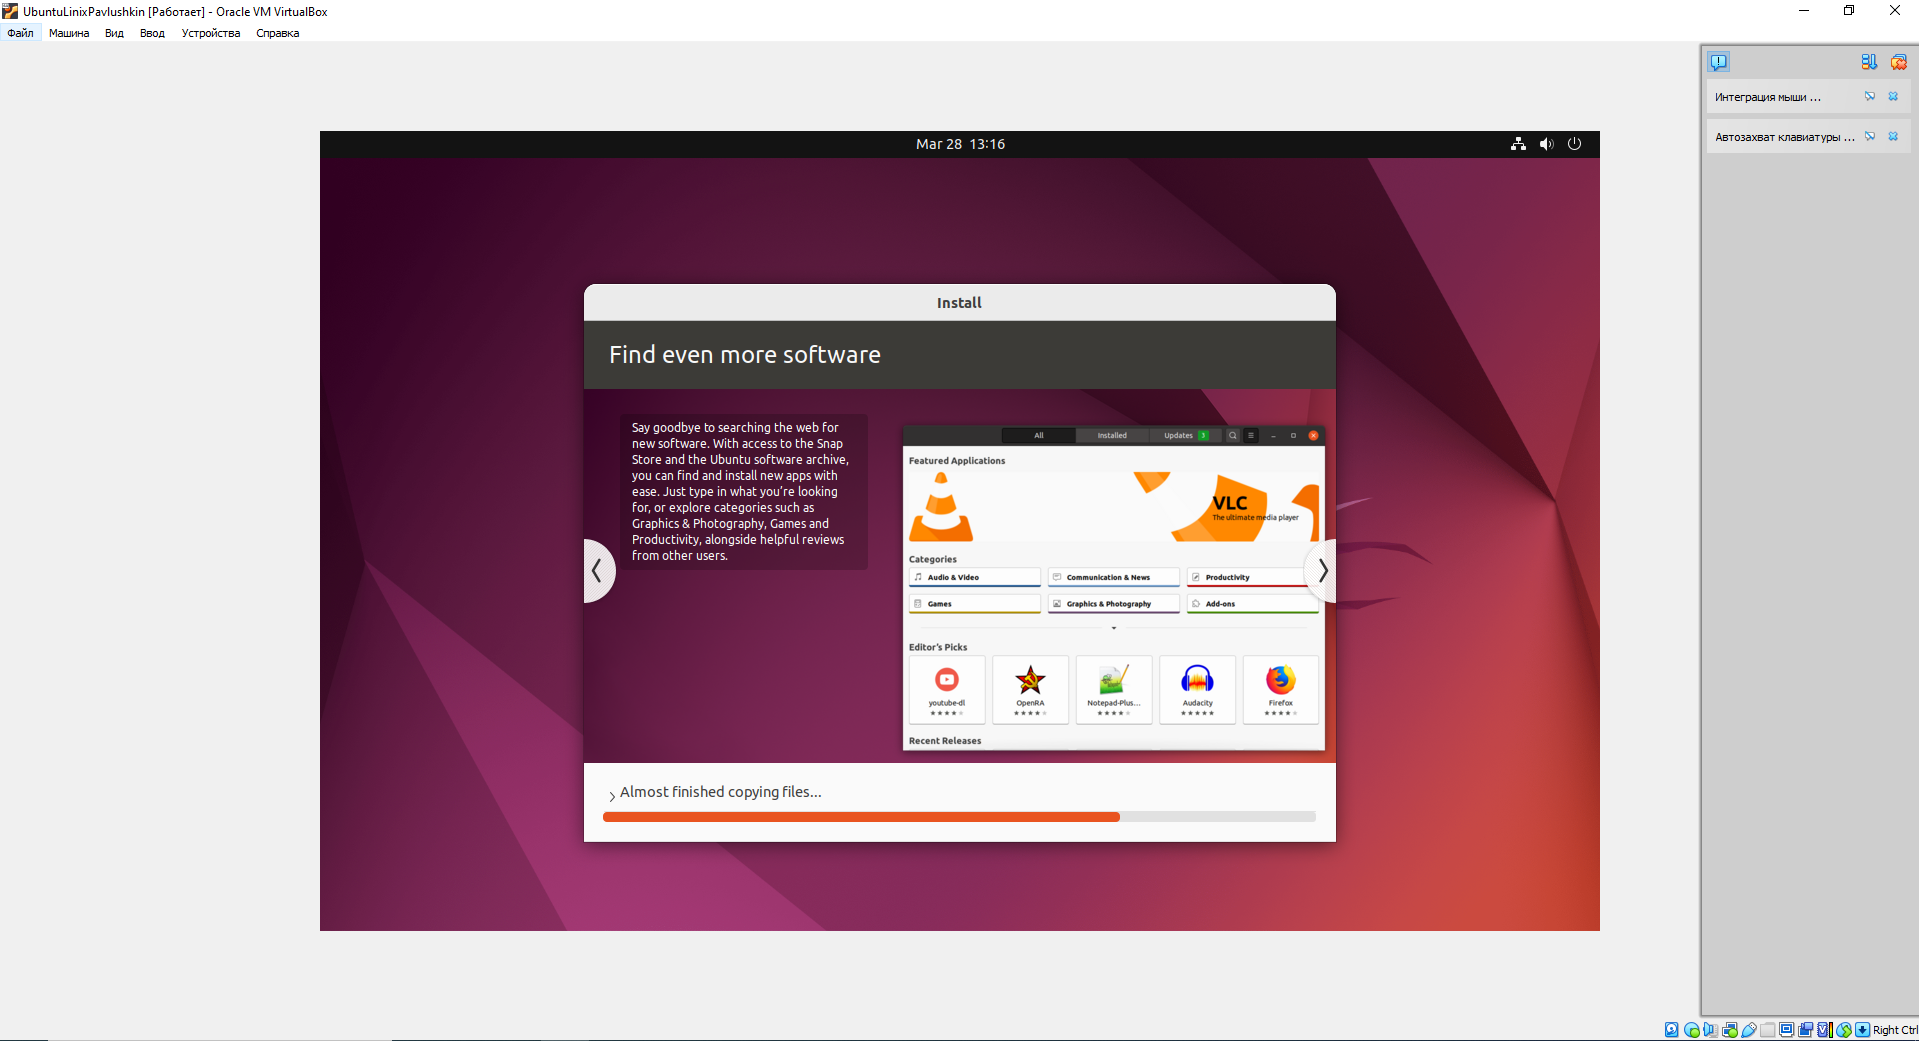 UbuntuLinixPavlushkin [Работает] - Oracle VM VirtualBox
Файл Машина Вид Ввод Устройства Справка
Интеграция мыши ...
Автозахват клавиатуры ...
Mar 28 13:16
Install
Find even more software
Say goodbye to searching the web for
new software. With access to the Snap
Store and the Ubuntu software archive,
you can find and install new apps with
ease. Just type in what you're looking
for, or explore categories such as
Graphics & Photography, Games and
Productivity, alongside helpful reviews
from other users.
All Installed Updates 3
Featured Applications
VLC
The ultimate media player
Categories
Audio & Video Communication & News Productivity
Games Graphics & Photography Add-ons
Editor's Picks
youtube-dl OpenRA Notepad-Plus... Audacity Firefox
Recent Releases
Almost finished copying files...
Right Ctrl